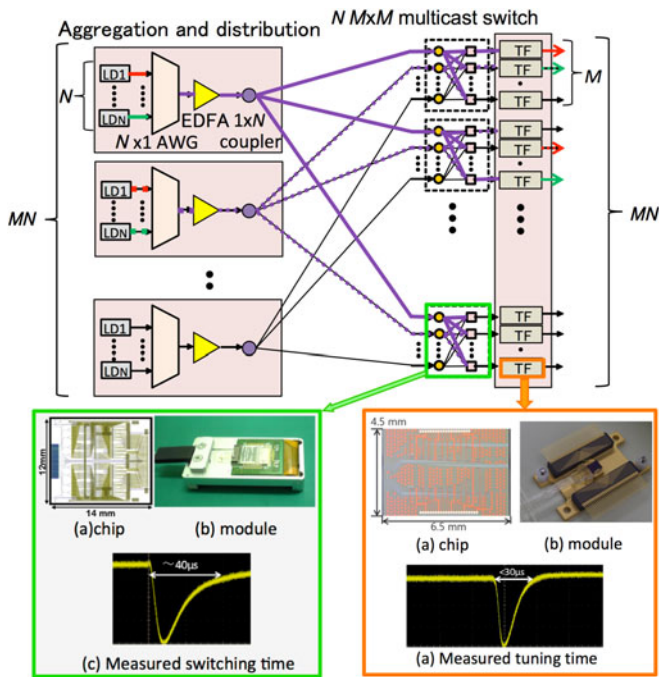 Aggregation and distribution
N MxM multicast switch
LD1
LDN
N
N x1 AWG
EDFA 1xN
coupler
TF
TF
TF
M
LD1
LDN
TF
TF
TF
MN
MN
LD1
LDN
TF
TF
TF
12mm
14 mm
(a)chip
(b) module
~40μs
(c) Measured switching time
4.5 mm
6.5 mm
(a) chip
(b) module
<30μs
(a) Measured tuning time